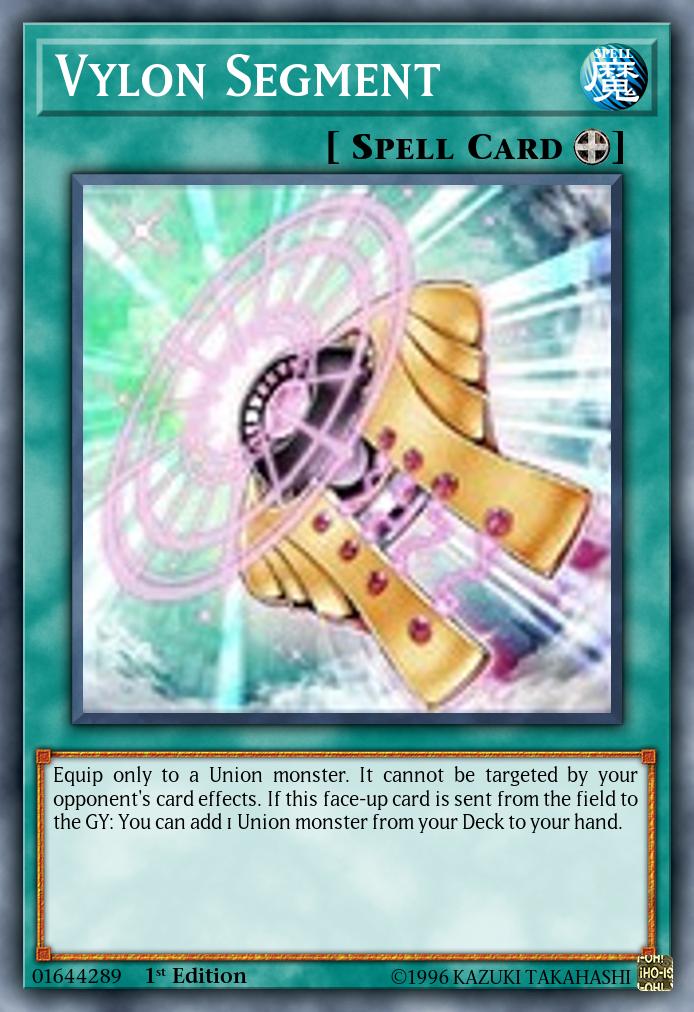 VYLON SEGMENT
SPELL
魔
[ SPELL CARD ]
Equip only to a Union monster. It cannot be targeted by your
opponent's card effects. If this face-up card is sent from the field to
the GY: You can add 1 Union monster from your Deck to your hand.
01644289 1st Edition ©1996 KAZUKI TAKAHASHI